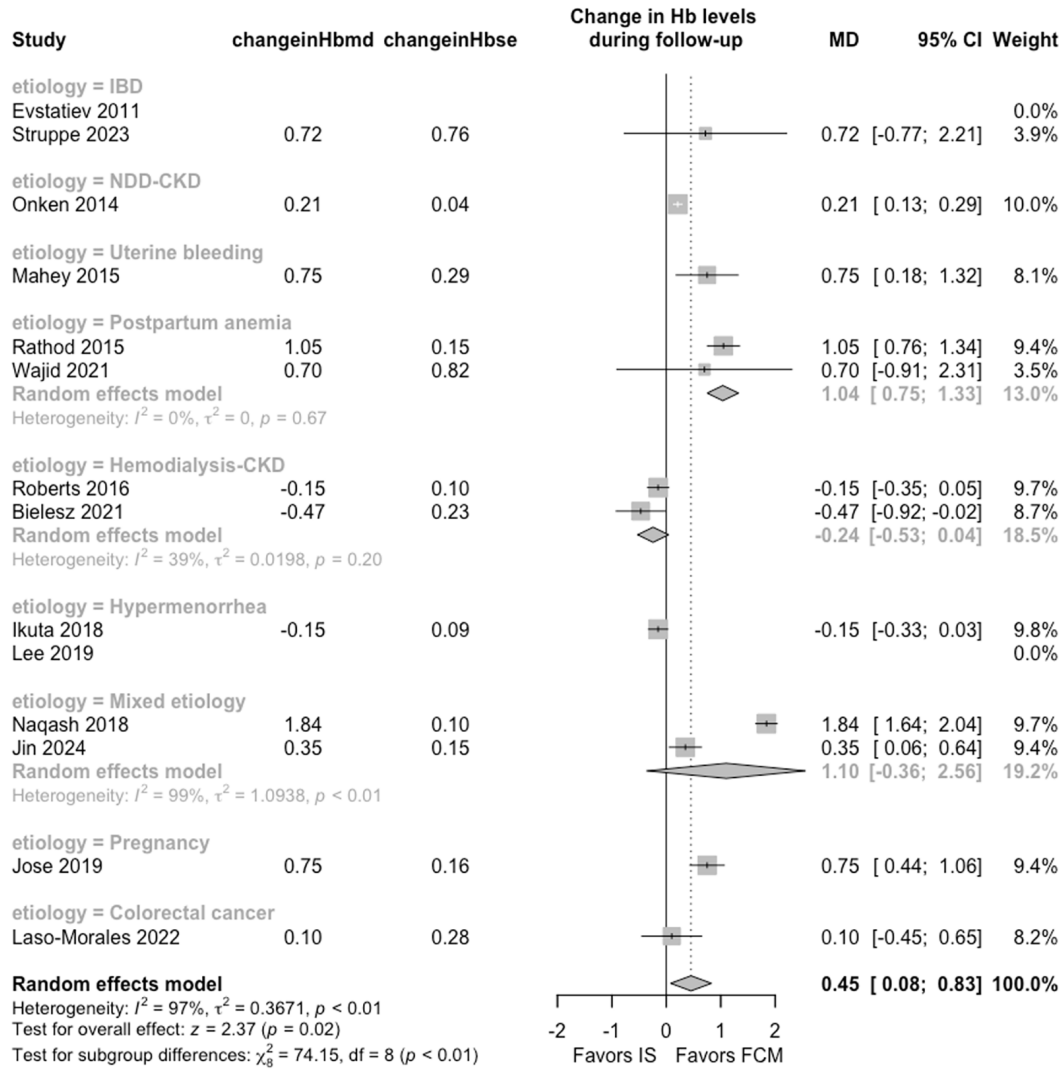 Change in Hb levels
Study changeinHbmd changeinHbse during follow-up MD 95% CI Weight
etiology = IBD
Evstatiev 2011 0.0%
Struppe 2023 0.72 0.76 0.72 [-0.77; 2.21] 3.9%
etiology = NDD-CKD
Onken 2014 0.21 0.04 0.21 [ 0.13; 0.29] 10.0%
etiology = Uterine bleeding
Mahey 2015 0.75 0.29 0.75 [ 0.18; 1.32] 8.1%
etiology = Postpartum anemia
Rathod 2015 1.05 0.15 1.05 [ 0.76; 1.34] 9.4%
Wajid 2021 0.70 0.82 0.70 [-0.91; 2.31] 3.5%
Random effects model 1.04 [ 0.75; 1.33] 13.0%
Heterogeneity: I² = 0%, τ² = 0, p = 0.67
etiology = Hemodialysis-CKD
Roberts 2016 -0.15 0.10 -0.15 [-0.35; 0.05] 9.7%
Bielesz 2021 -0.47 0.23 -0.47 [-0.92; -0.02] 8.7%
Random effects model -0.24 [-0.53; 0.04] 18.5%
Heterogeneity: I² = 39%, τ² = 0.0198, p = 0.20
etiology = Hypermenorrhea
Ikuta 2018 -0.15 0.09 -0.15 [-0.33; 0.03] 9.8%
Lee 2019 0.0%
etiology = Mixed etiology
Naqash 2018 1.84 0.10 1.84 [ 1.64; 2.04] 9.7%
Jin 2024 0.35 0.15 0.35 [ 0.06; 0.64] 9.4%
Random effects model 1.10 [-0.36; 2.56] 19.2%
Heterogeneity: I² = 99%, τ² = 1.0938, p < 0.01
etiology = Pregnancy
Jose 2019 0.75 0.16 0.75 [ 0.44; 1.06] 9.4%
etiology = Colorectal cancer
Laso-Morales 2022 0.10 0.28 0.10 [-0.45; 0.65] 8.2%
Random effects model 0.45 [ 0.08; 0.83] 100.0%
Heterogeneity: I² = 97%, τ² = 0.3671, p < 0.01
Test for overall effect: z = 2.37 (p = 0.02)
-2 -1 0 1 2
Test for subgroup differences: χ²₈ = 74.15, df = 8 (p < 0.01) Favors IS Favors FCM